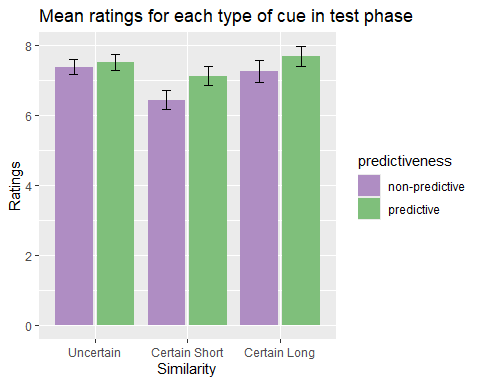 Mean ratings for each type of cue in test phase
8
6
4
2
0
Ratings
Uncertain
Certain Short
Certain Long
Similarity
predictiveness
non-predictive
predictive